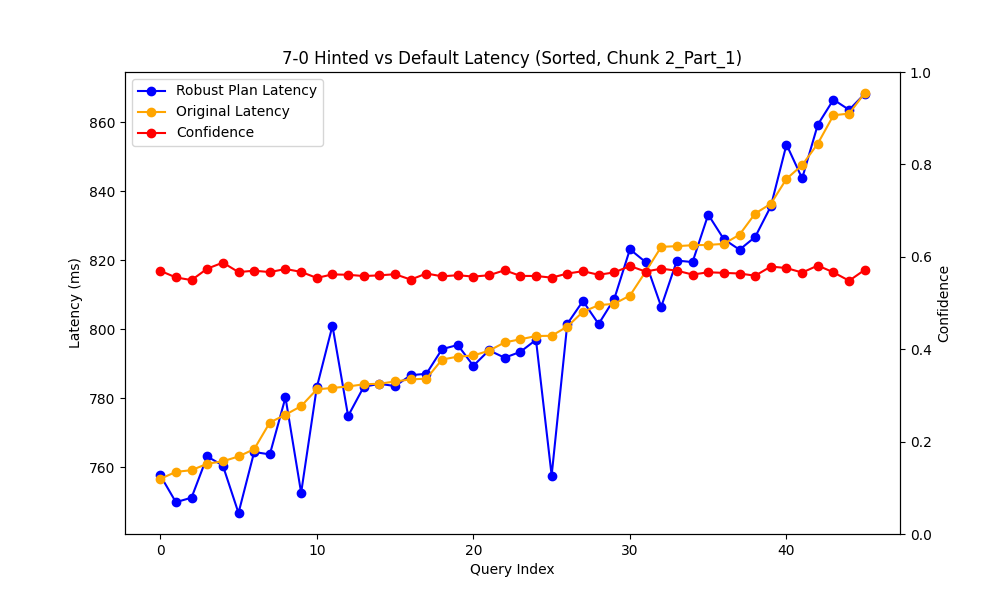 7-0 Hinted vs Default Latency (Sorted, Chunk 2_Part_1)
Robust Plan Latency
Original Latency
Confidence
Latency (ms)
860
840
820
800
780
760
1.0
0.8
0.6
0.4
0.2
0.0
Confidence
0 10 20 30 40
Query Index